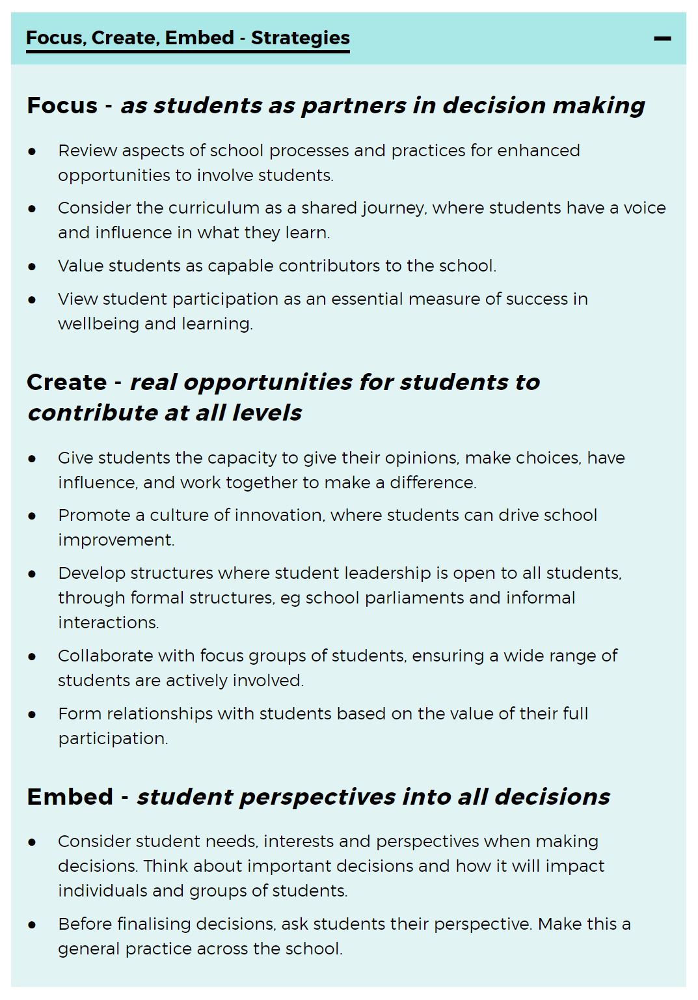 Focus, Create, Embed - Strategies
Focus - as students as partners in decision making
● Review aspects of school processes and practices for enhanced
opportunities to involve students.
● Consider the curriculum as a shared journey, where students have a voice
and influence in what they learn.
● Value students as capable contributors to the school.
● View student participation as an essential measure of success in
wellbeing and learning.
Create - real opportunities for students to
contribute at all levels
● Give students the capacity to give their opinions, make choices, have
influence, and work together to make a difference.
● Promote a culture of innovation, where students can drive school
improvement.
● Develop structures where student leadership is open to all students,
through formal structures, eg school parliaments and informal
interactions.
● Collaborate with focus groups of students, ensuring a wide range of
students are actively involved.
● Form relationships with students based on the value of their full
participation.
Embed - student perspectives into all decisions
● Consider student needs, interests and perspectives when making
decisions. Think about important decisions and how it will impact
individuals and groups of students.
● Before finalising decisions, ask students their perspective. Make this a
general practice across the school.